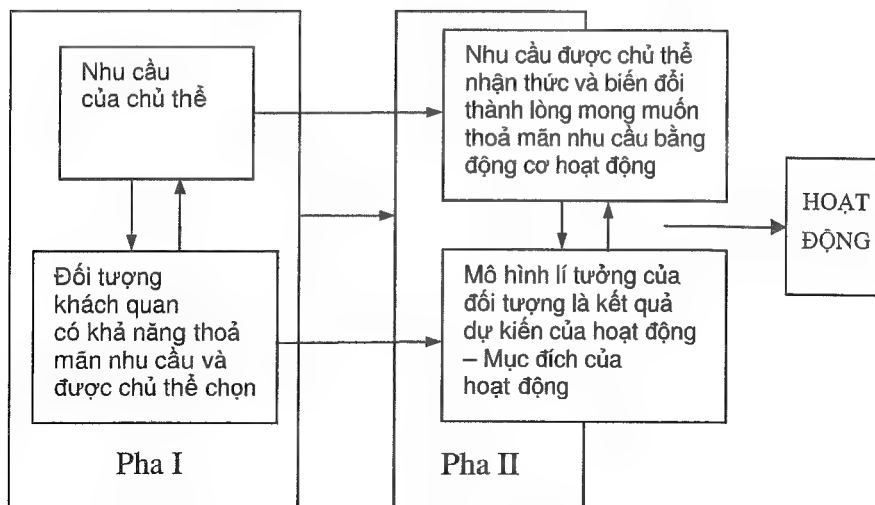 Nhu cầu
của chủ thể
Đối tượng
khách quan
có khả năng thoả
mãn nhu cầu và
được chủ thể chọn
Pha I
Nhu cầu được chủ thể
nhận thức và biến đổi
thành lòng mong muốn
thoả mãn nhu cầu bằng
động cơ hoạt động
Mô hình lí tưởng của
đối tượng là kết quả
dự kiến của hoạt động
– Mục đích của
hoạt động
Pha II
HOẠT
ĐỘNG